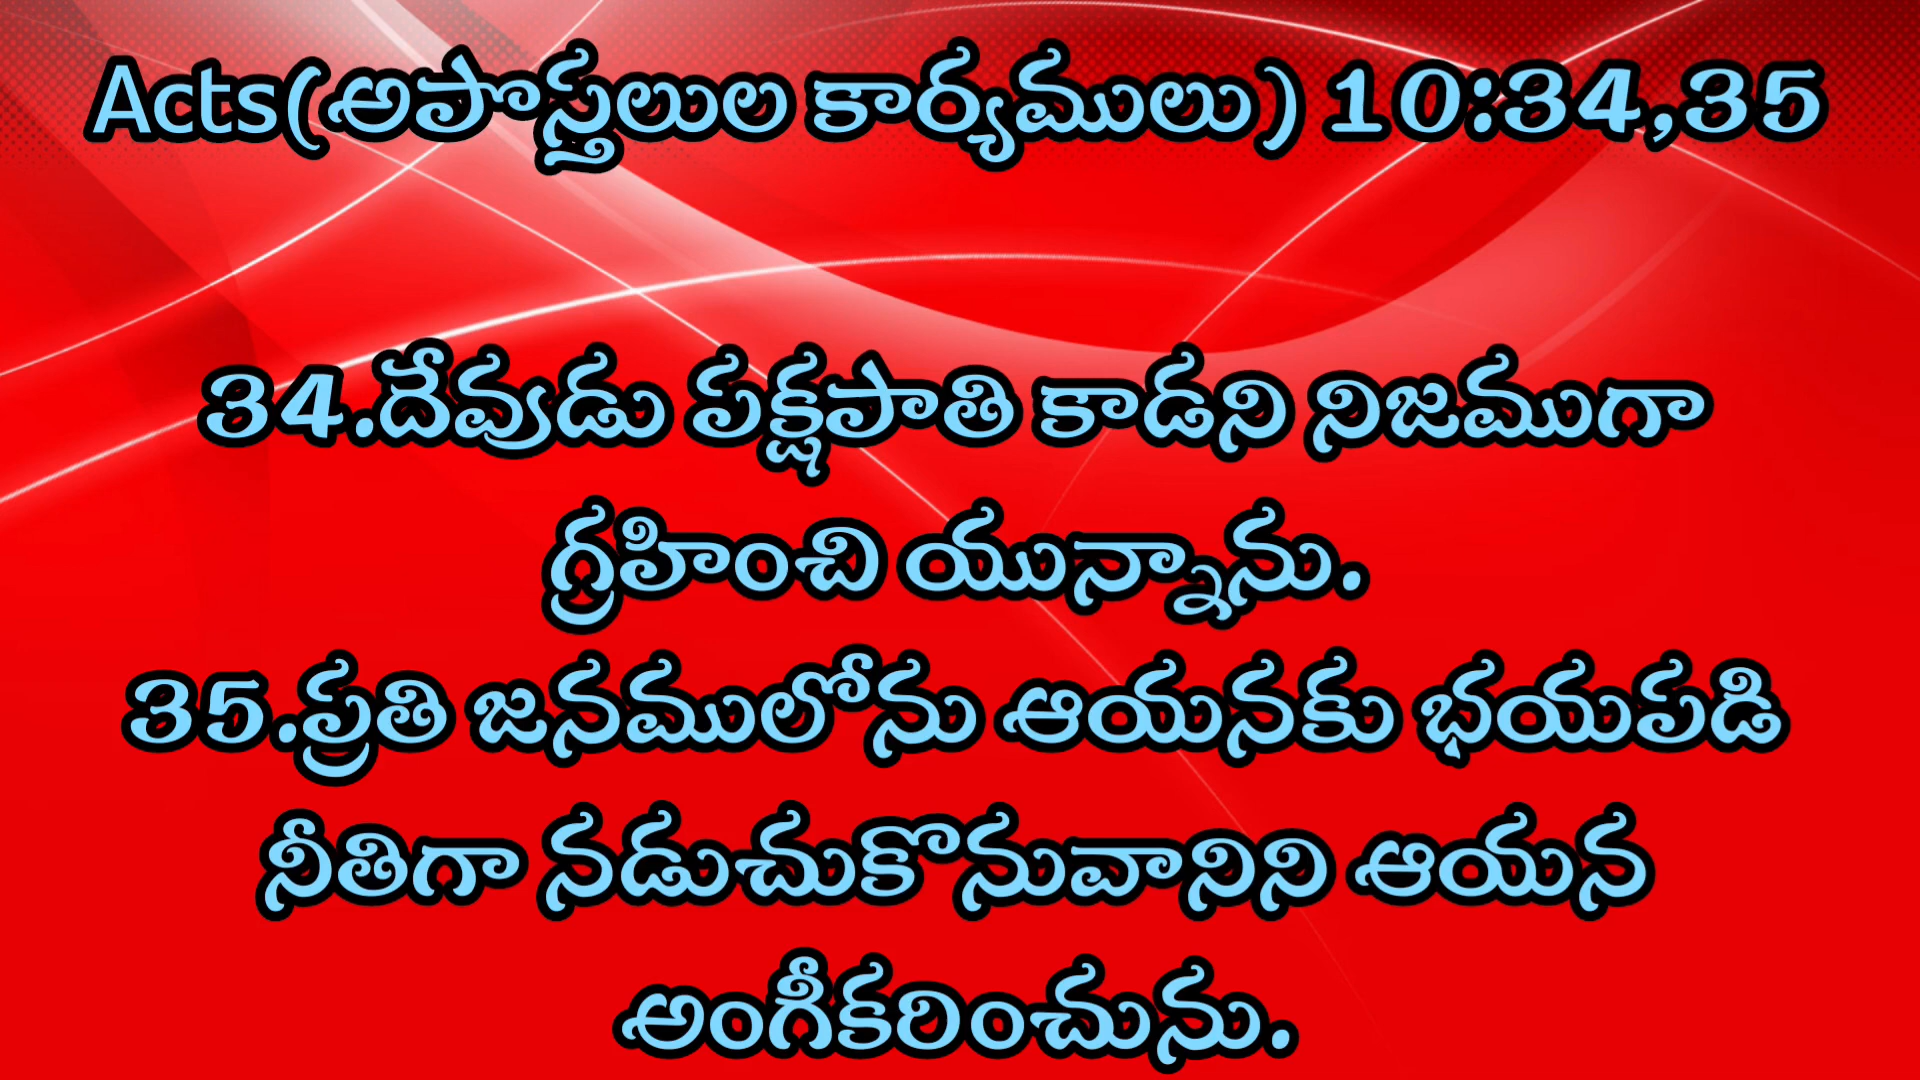 Acts(అపొస్తలుల కార్యములు) 10:34,35
34.దేవుడు పక్షపాతి కాడని నిజముగా
గ్రహించి యున్నాను.
35.ప్రతి జనములోను ఆయనకు భయపడి
నీతిగా నడుచుకొనువానిని ఆయన
అంగీకరించును.